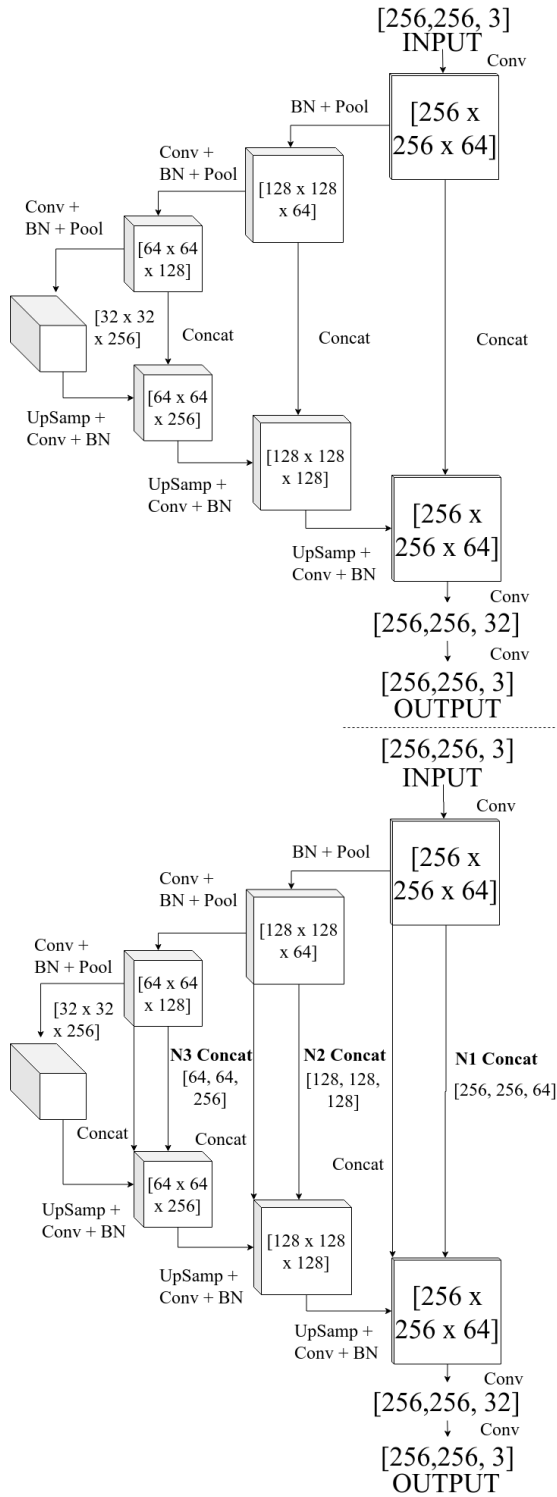 [256,256, 3]
INPUT
Conv
[256 x
256 x 64]
BN + Pool
Conv +
BN + Pool
[128 x 128
x 64]
Conv +
BN + Pool
[64 x 64
x 128]
[32 x 32
x 256]
Concat
Concat
Concat
UpSamp +
Conv + BN
[64 x 64
x 256]
UpSamp +
Conv + BN
[128 x 128
x 128]
UpSamp +
Conv + BN
[256 x
256 x 64]
Conv
[256,256, 32]
Conv
[256,256, 3]
OUTPUT
[256,256, 3]
INPUT
Conv
[256 x
256 x 64]
BN + Pool
Conv +
BN + Pool
[128 x 128
x 64]
Conv +
BN + Pool
[64 x 64
x 128]
[32 x 32
x 256]
N3 Concat
[64, 64,
256]
N2 Concat
[128, 128,
128]
N1 Concat
[256, 256, 64]
Concat
Concat
Concat
UpSamp +
Conv + BN
[64 x 64
x 256]
UpSamp +
Conv + BN
[128 x 128
x 128]
UpSamp +
Conv + BN
[256 x
256 x 64]
Conv
[256,256, 32]
Conv
[256,256, 3]
OUTPUT